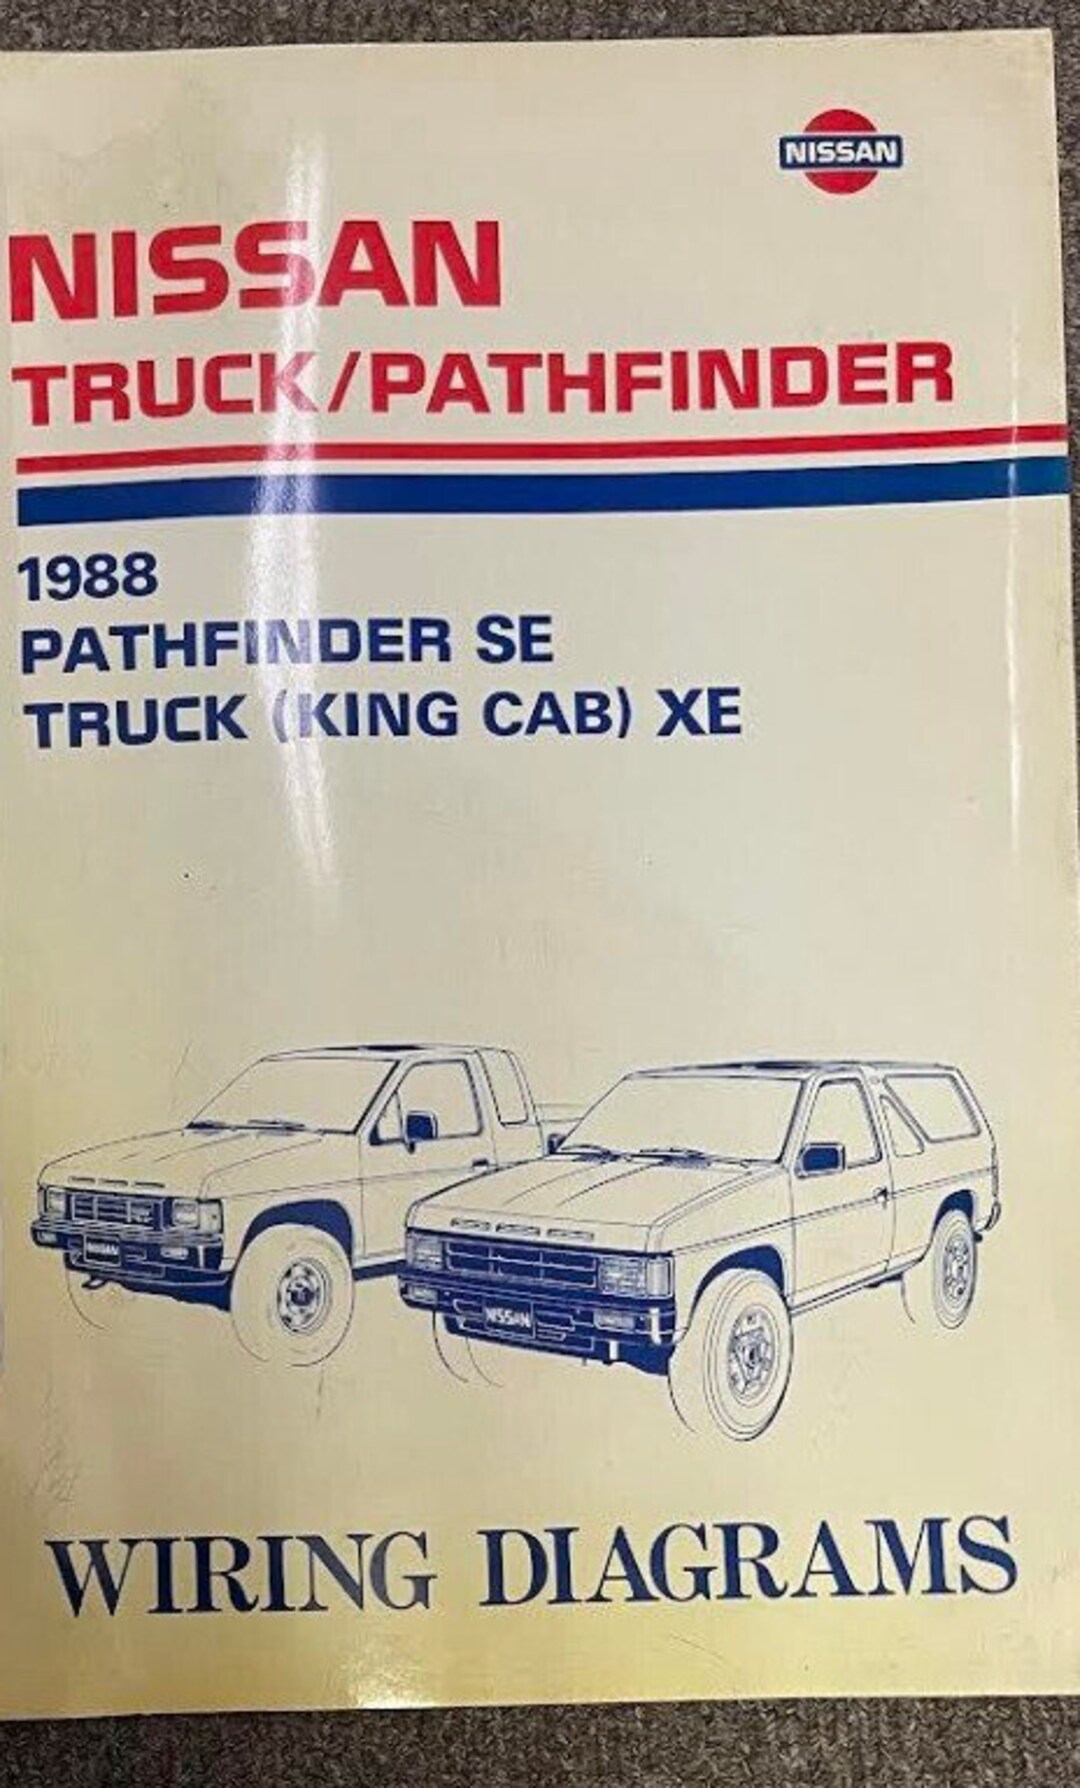 NISSAN
NISSAN
TRUCK/PATHFINDER
1988
PATHFINDER SE
TRUCK (KING CAB) XE
NISSAN
NISSAN
WIRING DIAGRAMS